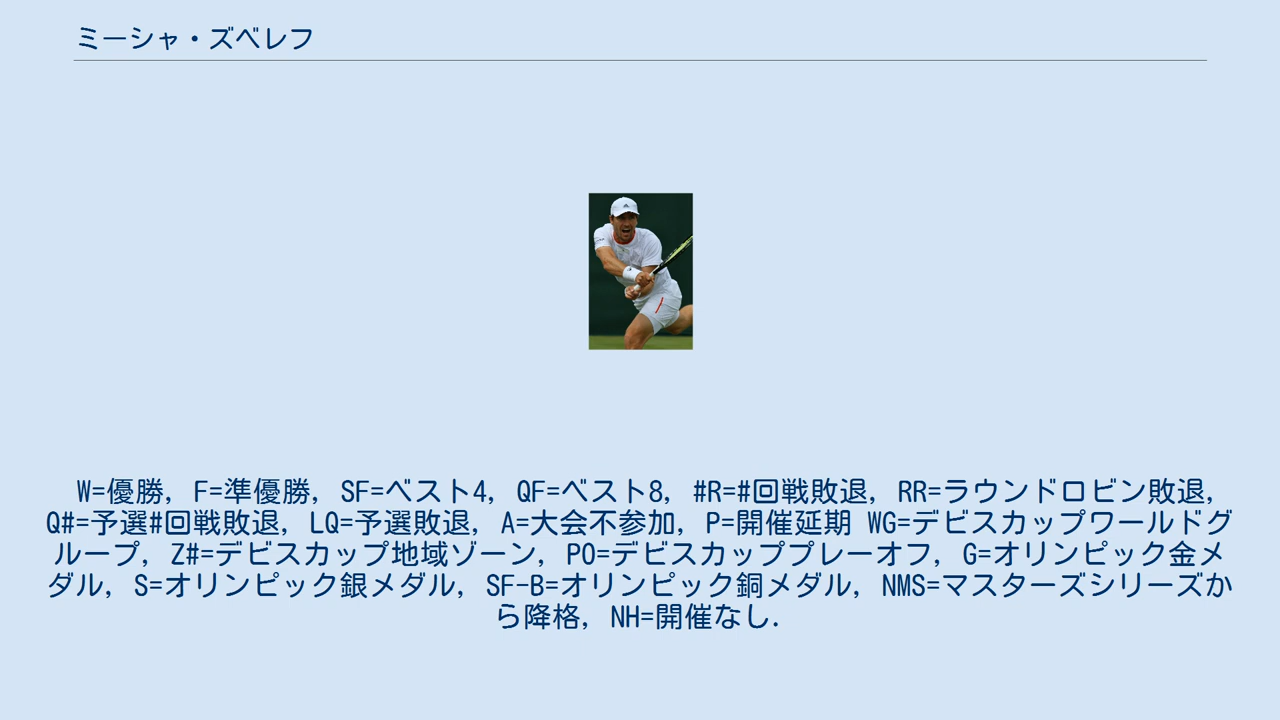 ミーシャ・ズベレフ
W=優勝, F=準優勝, SF=ベスト4, QF=ベスト8, #R=#回戦敗退, RR=ラウンドロビン敗退,
Q#=予選#回戦敗退, LQ=予選敗退, A=大会不参加, P=開催延期 WG=デビスカップワールドグ
ループ, Z#=デビスカップ地域ゾーン, PO=デビスカッププレーオフ, G=オリンピック金メ
ダル, S=オリンピック銀メダル, SF-B=オリンピック銅メダル, NMS=マスターズシリーズか
ら降格, NH=開催なし.